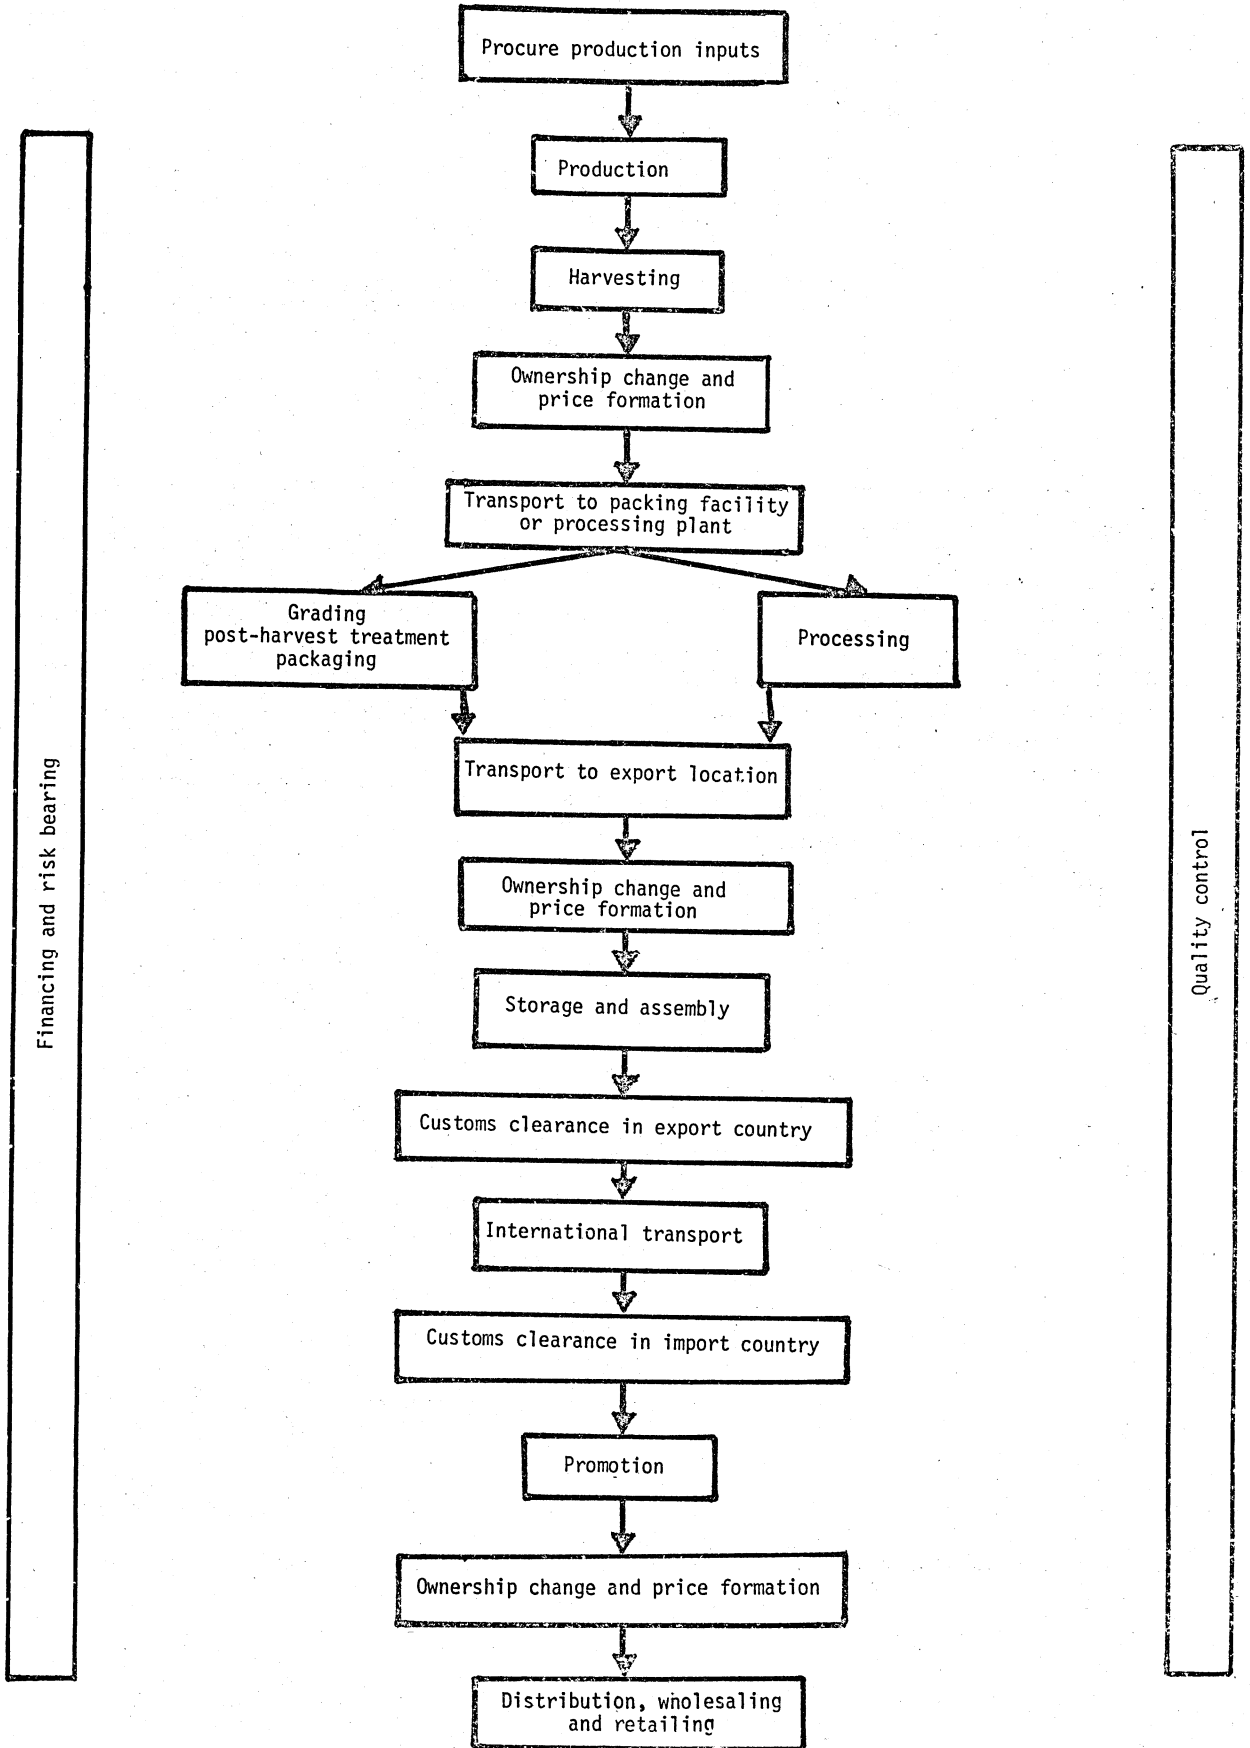 Procure production inputs
Production
Harvesting
Ownership change and
price formation
Transport to packing facility
or processing plant
Grading
post-harvest treatment
packaging
Processing
Transport to export location
Ownership change and
price formation
Storage and assembly
Customs clearance in export country
International transport
Customs clearance in import country
Promotion
Ownership change and price formation
Distribution, wholesaling
and retailing
Financing and risk bearing
Quality control